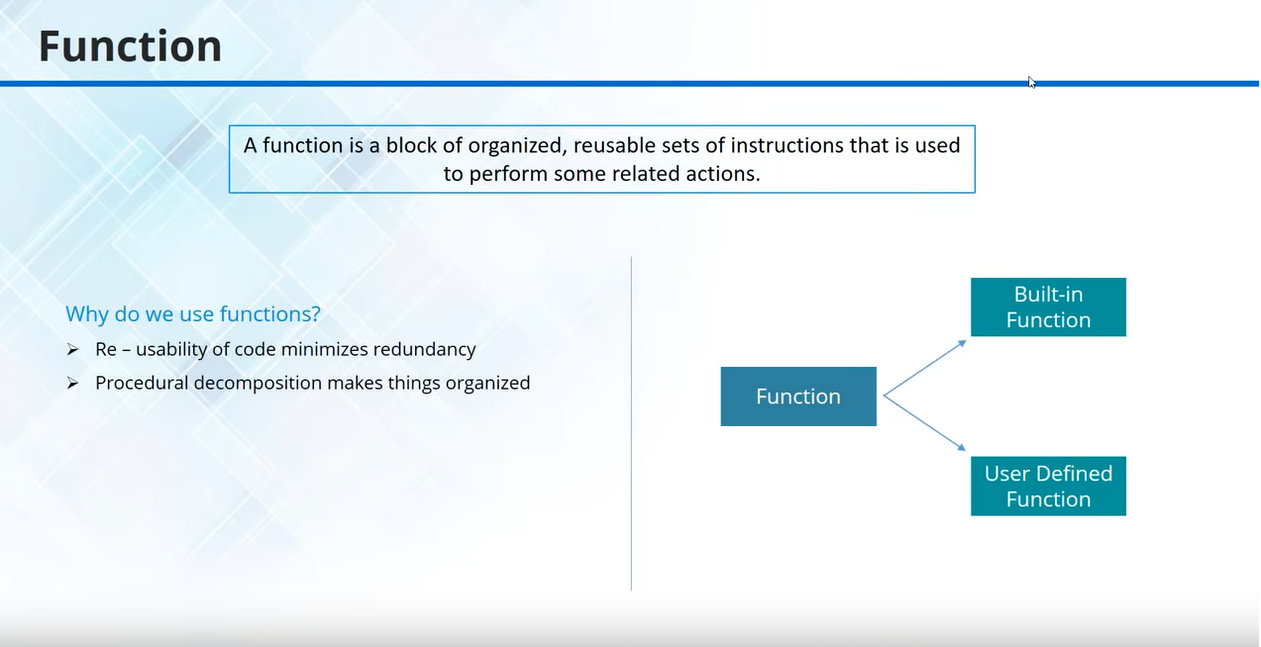 Function
A function is a block of organized, reusable sets of instructions that is used
to perform some related actions.
Why do we use functions?
➢ Re – usability of code minimizes redundancy
➢ Procedural decomposition makes things organized
Function
Built-in
Function
User Defined
Function